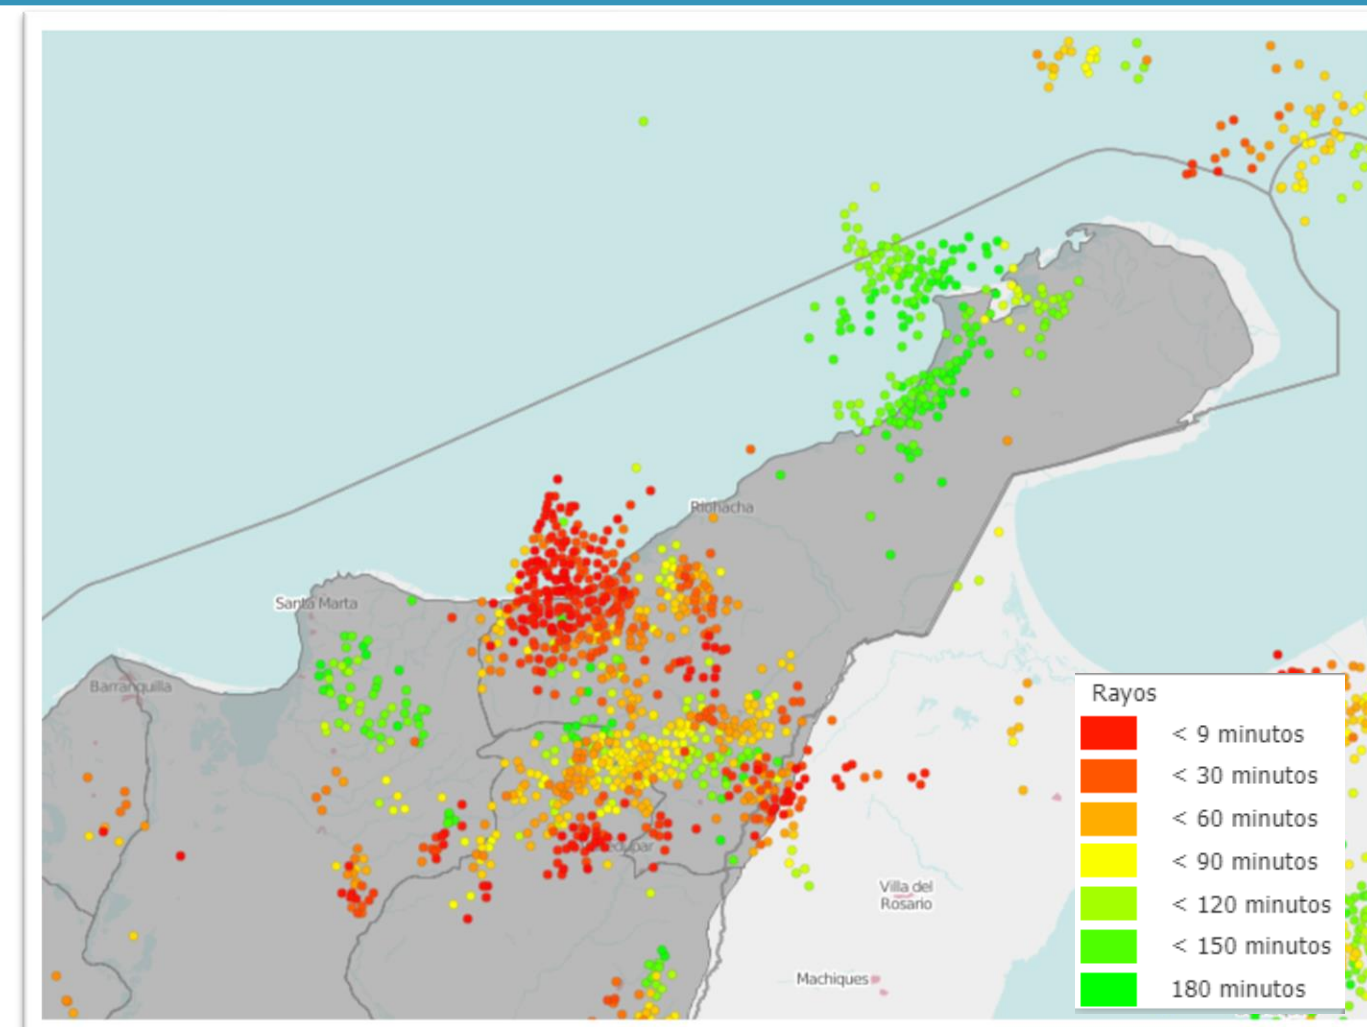 Riohacha
Santa Marta
Barranquilla
Rayos
< 9 minutos
< 30 minutos
< 60 minutos
< 90 minutos
< 120 minutos
< 150 minutos
180 minutos
Villa del
Rosario
Machiques